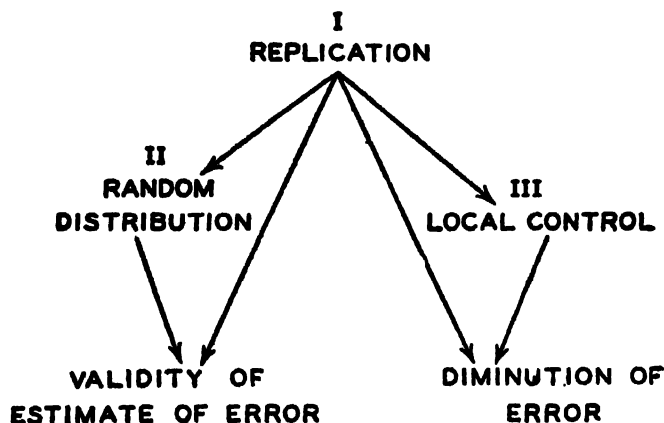 I
REPLICATION
II
RANDOM
DISTRIBUTION
III
LOCAL CONTROL
VALIDITY OF
ESTIMATE OF ERROR
DIMINUTION OF
ERROR